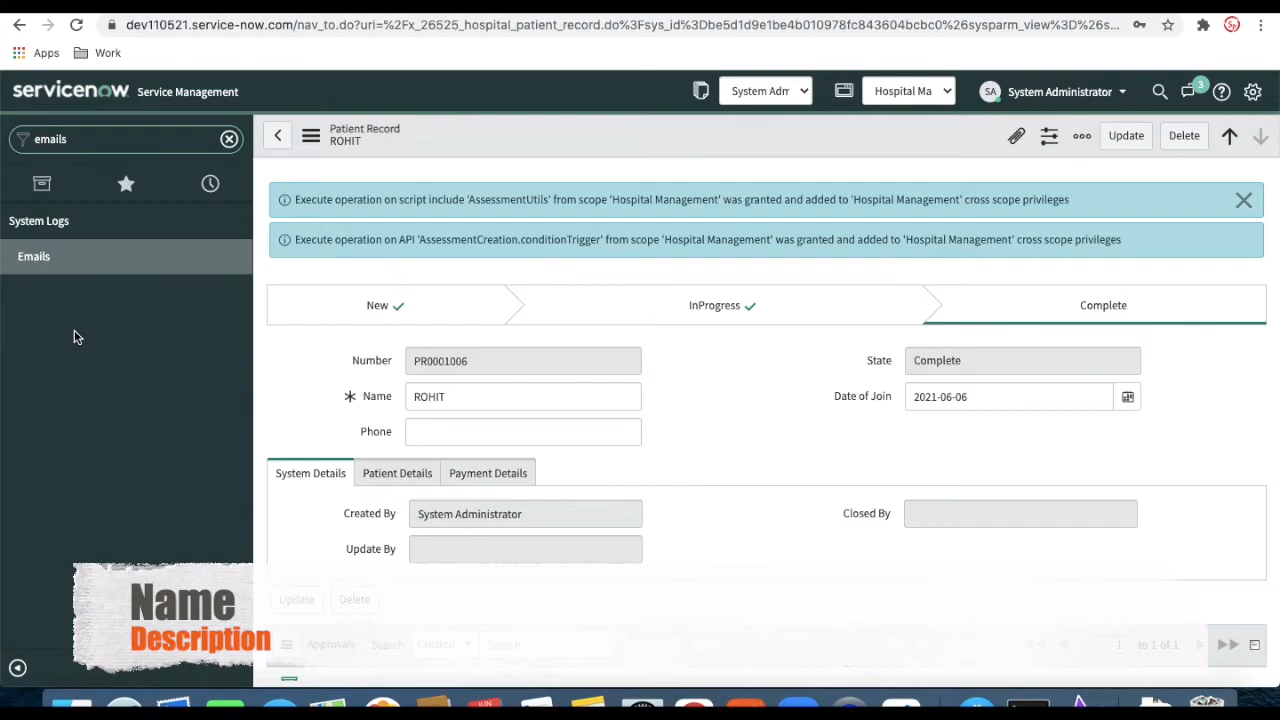 dev110521.service-now.com/nav_to.do?uri=%2Fx_26525_hospital_patient_record.do%3Fsys_id%3Dbe5d1d9e1be4b010978fc843604bcbc0%26sysparm_view%3D%26s...
Apps Work
servicenow Service Management System Adm Hospital Ma SA System Administrator 3
emails
Patient Record
ROHIT
Update Delete
System Logs
Emails
Execute operation on script include 'AssessmentUtils' from scope 'Hospital Management' was granted and added to 'Hospital Management' cross scope privileges
Execute operation on API 'AssessmentCreation.conditionTrigger' from scope 'Hospital Management' was granted and added to 'Hospital Management' cross scope privileges
New InProgress Complete
Number PR0001006 State Complete
Name ROHIT Date of Join 2021-06-06
Phone
System Details Patient Details Payment Details
Created By System Administrator Closed By
Update By
Update Delete
Name
Description
Approvals Search Created Search 1 to 1 of 1
JUN